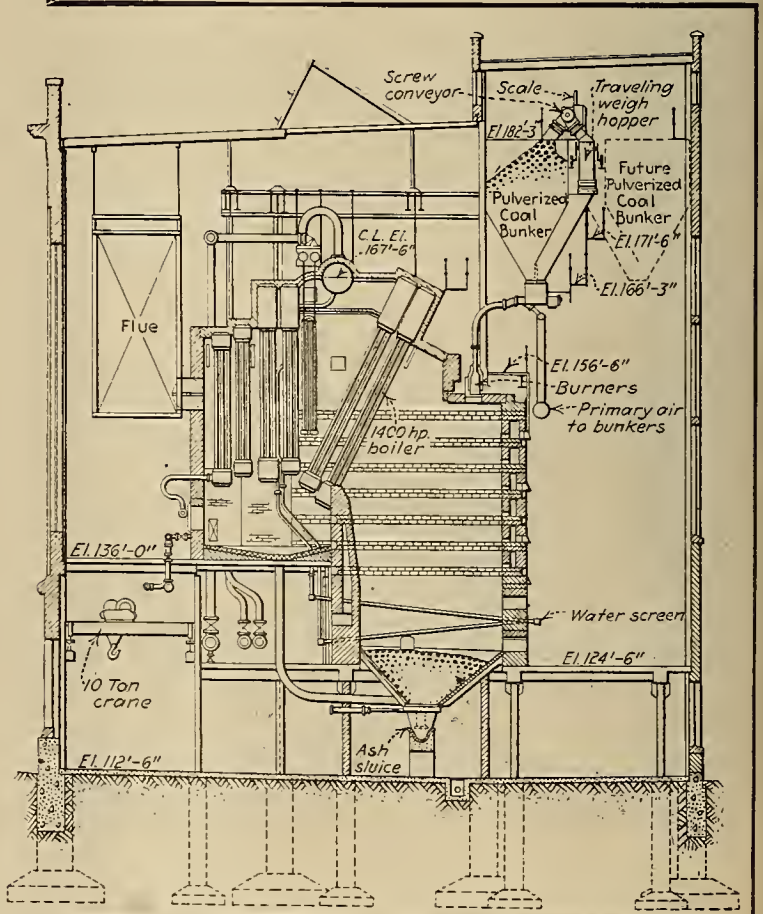 Screw
conveyor
Scale
Traveling
weigh
hopper
El.182'-3
Pulverized
Coal
Bunker
Future
Pulverized
Coal
Bunker
El.171'-6"
El.166'-3"
C.L. El.
167'-6"
Flue
El.156'-6"
Burners
Primary air
to bunkers
1400 hp.
boiler
El.136'-0"
Water screen
El.124'-6"
10 Ton
crane
Ash
sluice
El.112'-6"